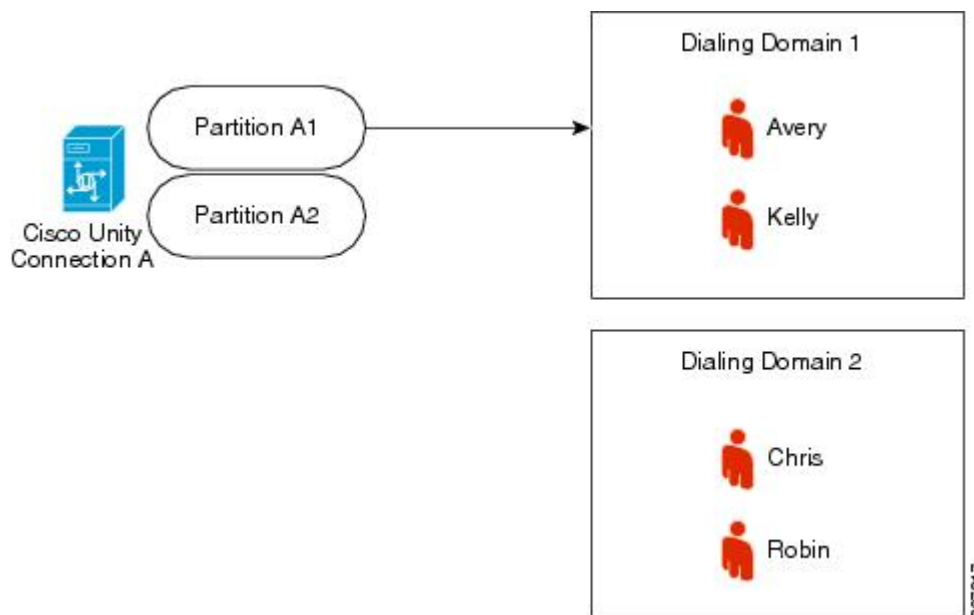 Dialing Domain 1
Partition A1
Avery
Kelly
Partition A2
Cisco Unity
Connection A
Dialing Domain 2
Chris
Robin